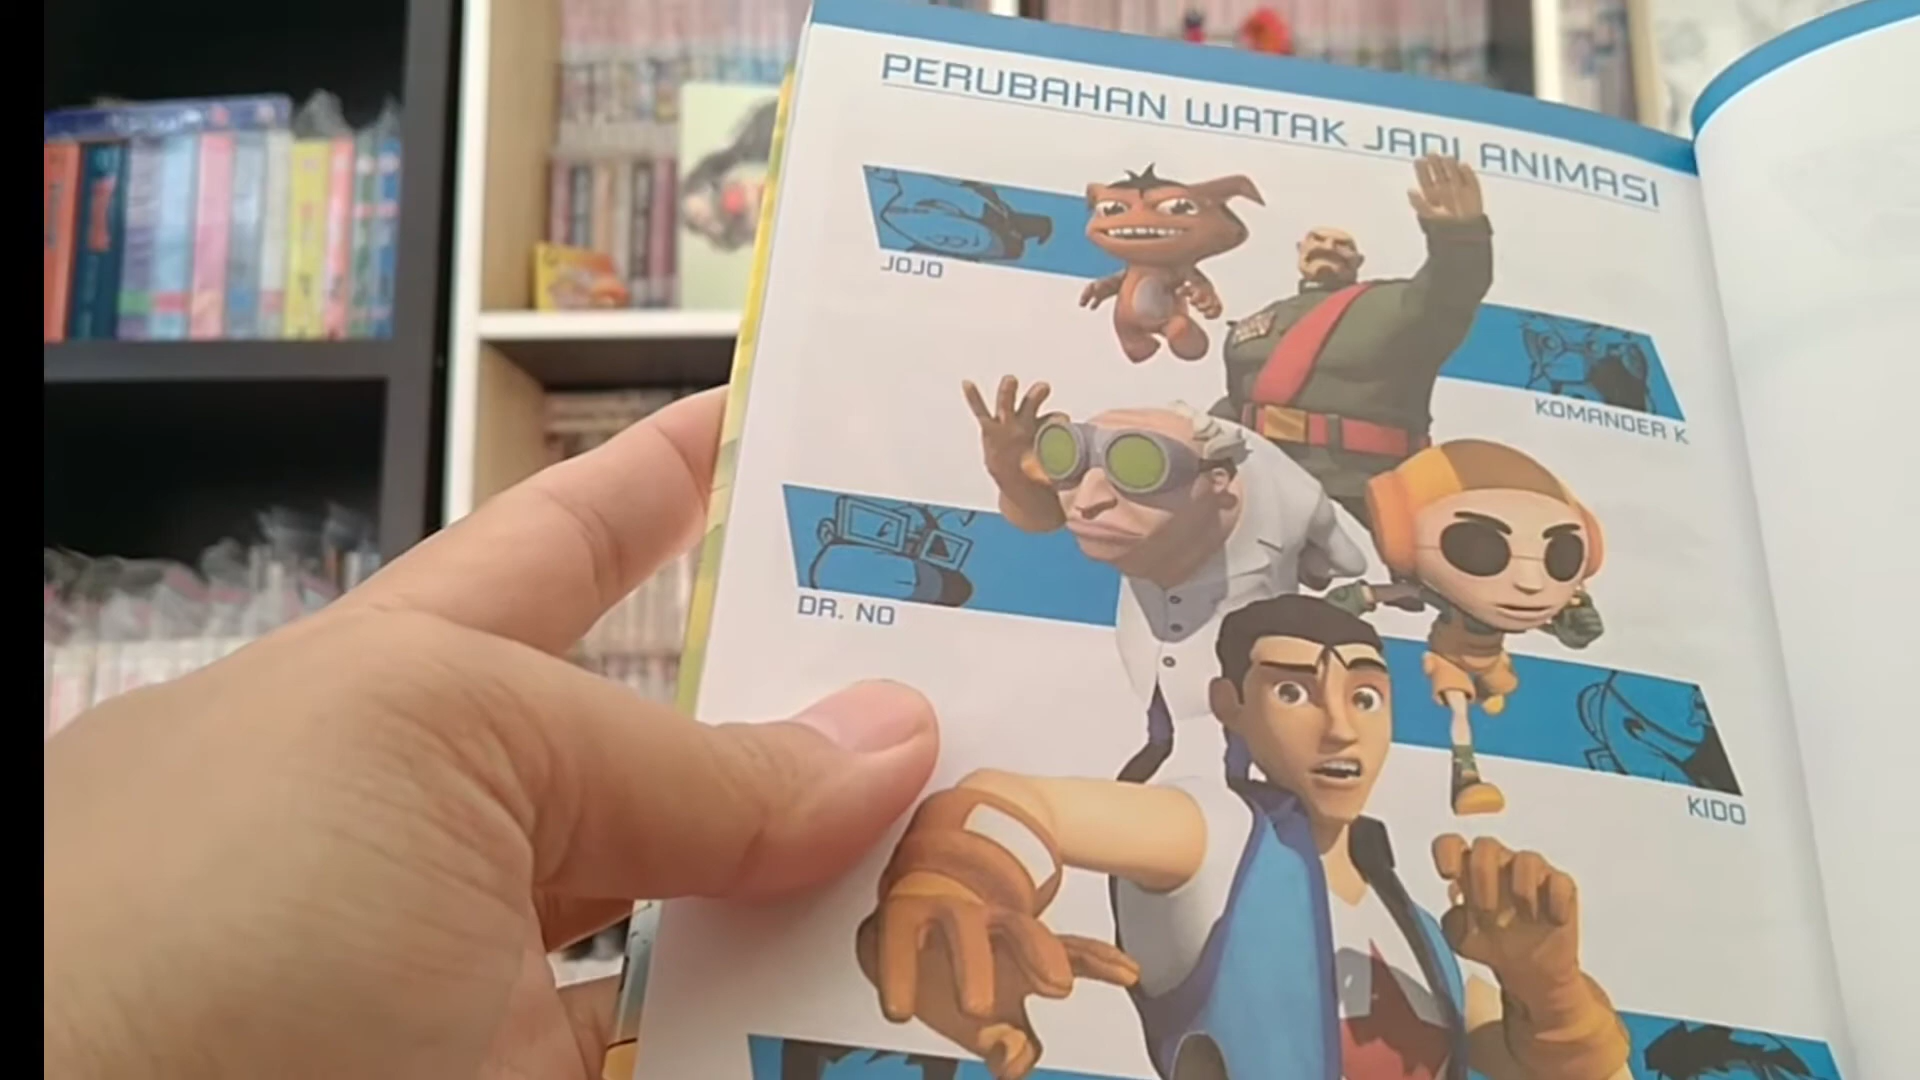 PERUBAHAN WATAK JADI ANIMASI
JOJO
KOMANDER K
DR. NO
KIDO